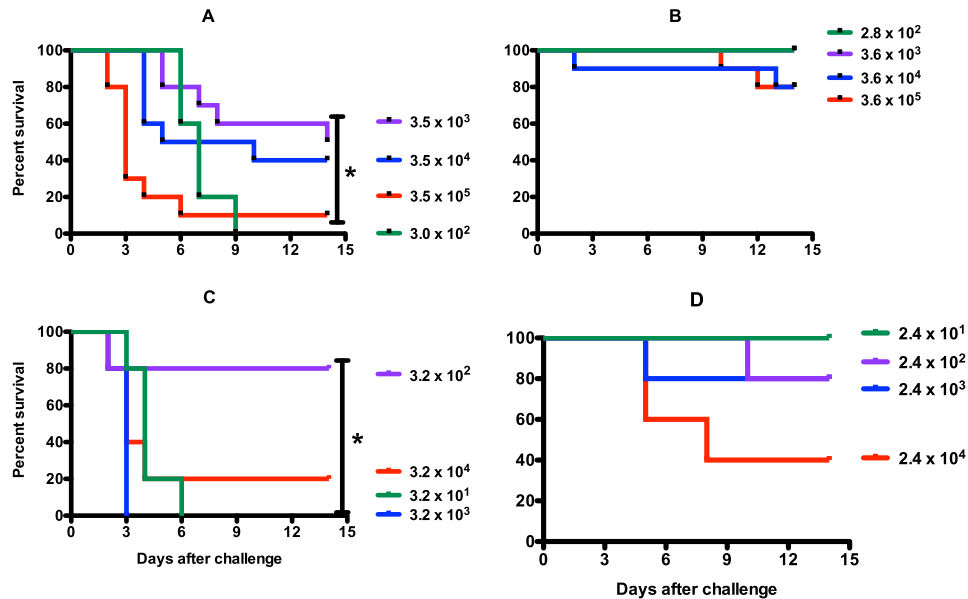 A
Percent survival
100
80
60
40
20
0
0 3 6 9 12 15
*
3.5 x 10³
3.5 x 10⁴
3.5 x 10⁵
3.0 x 10²
B
100
80
60
40
20
0
0 3 6 9 12 15
2.8 x 10²
3.6 x 10³
3.6 x 10⁴
3.6 x 10⁵
C
Percent survival
100
80
60
40
20
0
0 3 6 9 12 15
Days after challenge
*
3.2 x 10²
3.2 x 10⁴
3.2 x 10¹
3.2 x 10³
D
100
80
60
40
20
0
0 3 6 9 12 15
Days after challenge
2.4 x 10¹
2.4 x 10²
2.4 x 10³
2.4 x 10⁴